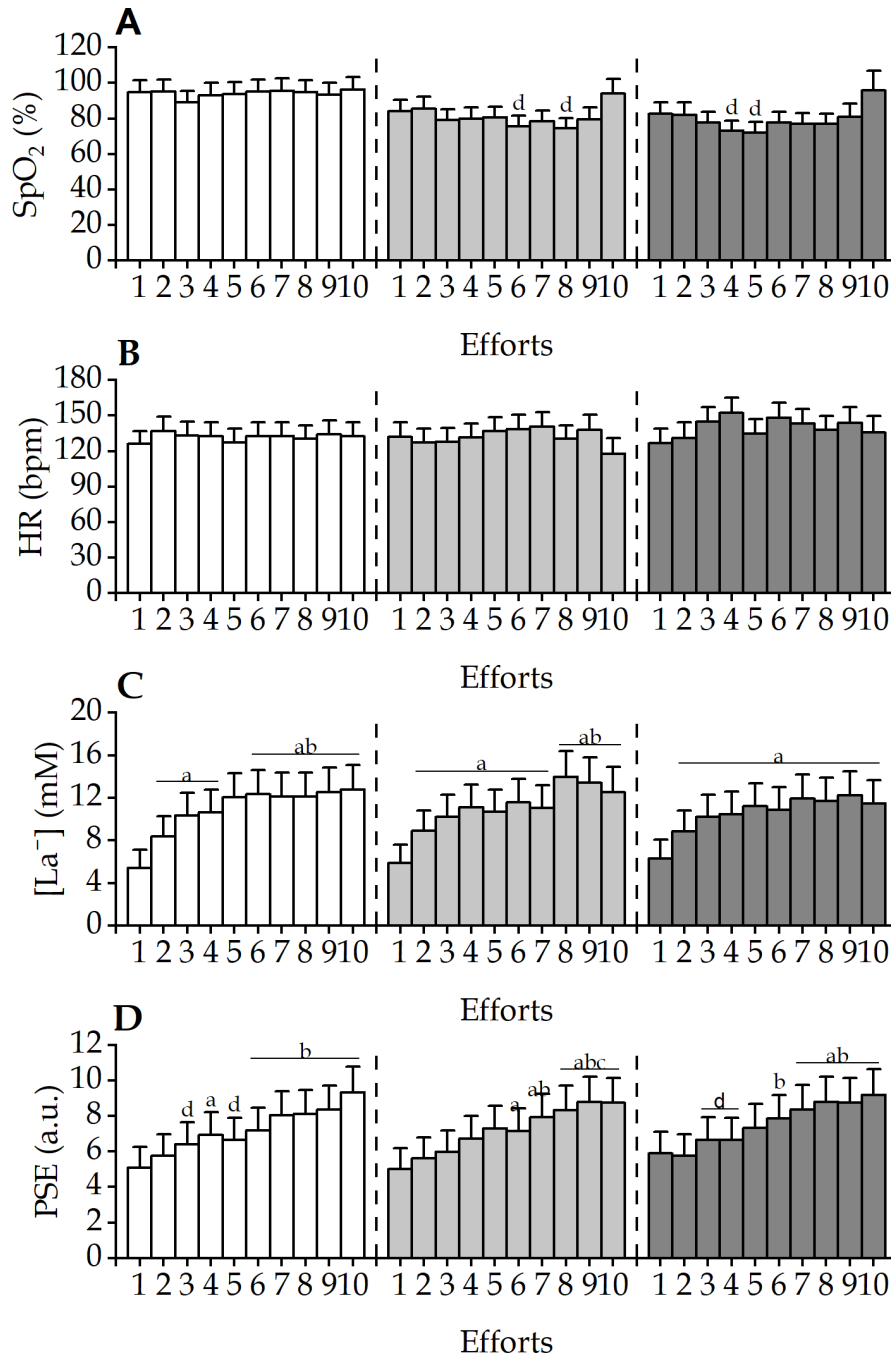 A
SpO₂ (%)
120
100
80
60
40
20
0
d d
d d
1 2 3 4 5 6 7 8 9 10 1 2 3 4 5 6 7 8 9 10 1 2 3 4 5 6 7 8 9 10
Efforts
B
HR (bpm)
180
150
120
90
60
30
0
1 2 3 4 5 6 7 8 9 10 1 2 3 4 5 6 7 8 9 10 1 2 3 4 5 6 7 8 9 10
Efforts
C
[La⁻] (mM)
20
16
12
8
4
0
a ab
a ab
a
1 2 3 4 5 6 7 8 9 10 1 2 3 4 5 6 7 8 9 10 1 2 3 4 5 6 7 8 9 10
Efforts
D
PSE (a.u.)
12
10
8
6
4
2
0
d a d b
a ab abc
d b ab
1 2 3 4 5 6 7 8 9 10 1 2 3 4 5 6 7 8 9 10 1 2 3 4 5 6 7 8 9 10
Efforts